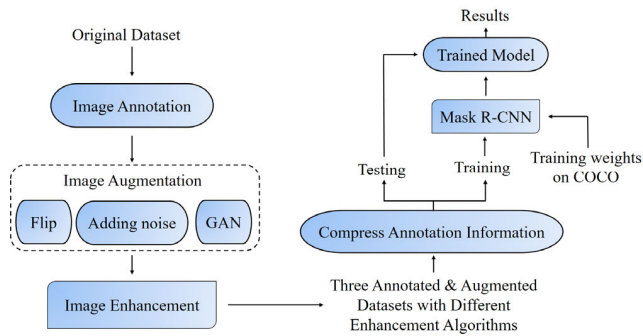 Original Dataset
Image Annotation
Image Augmentation
Flip
Adding noise
GAN
Image Enhancement
Three Annotated & Augmented
Datasets with Different
Enhancement Algorithms
Compress Annotation Information
Testing
Training
Training weights
on COCO
Mask R-CNN
Trained Model
Results